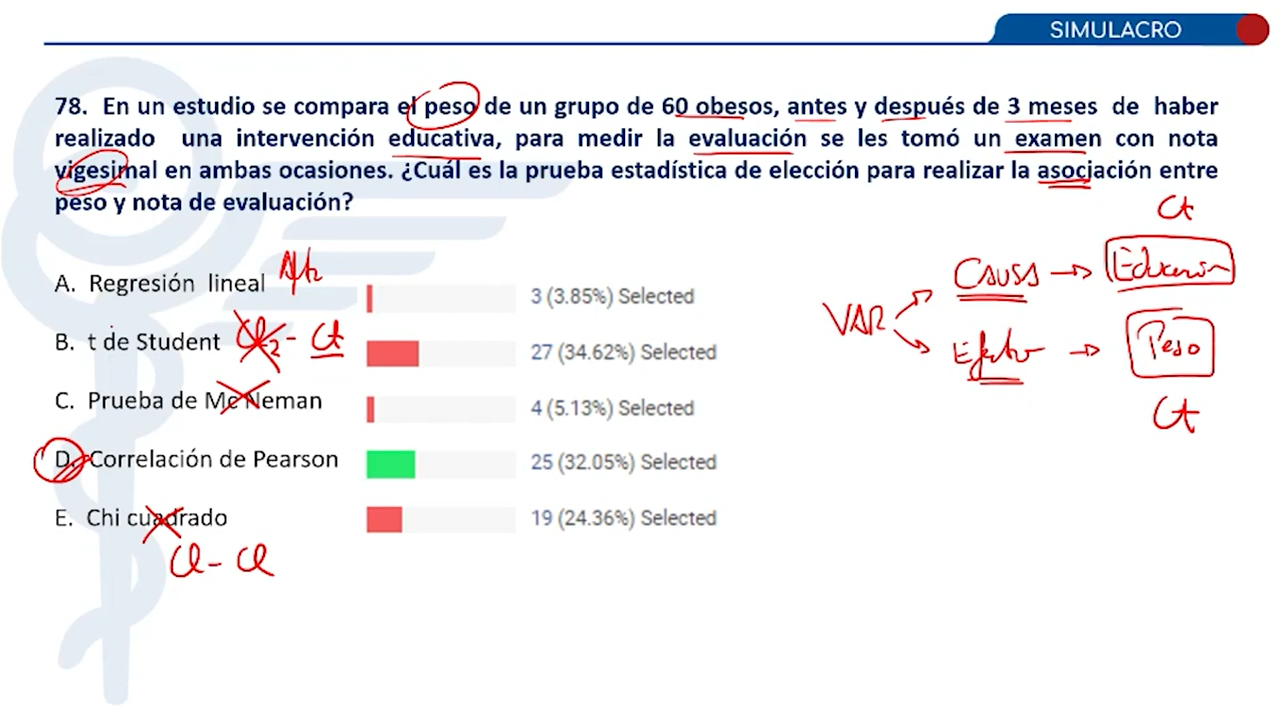 SIMULACRO
78. En un estudio se compara el peso de un grupo de 60 obesos, antes y después de 3 meses de haber
realizado una intervención educativa, para medir la evaluación se les tomó un examen con nota
vigesimal en ambas ocasiones. ¿Cuál es la prueba estadística de elección para realizar la asociación entre
peso y nota de evaluación?
Ct
A. Regresión lineal
3 (3.85%) Selected
CAUSA → Educación
B. t de Student Cl2 - Ct
27 (34.62%) Selected
VAR
Efecto → Peso
C. Prueba de Mc Neman
4 (5.13%) Selected
Ct
D. Correlación de Pearson
25 (32.05%) Selected
E. Chi cuadrado
19 (24.36%) Selected
Cl - Cl